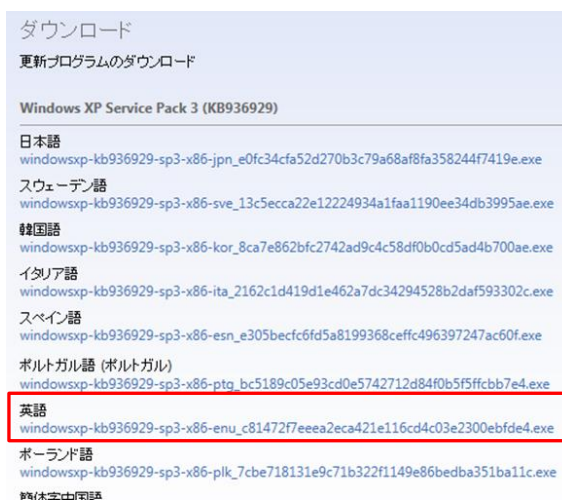 ダウンロード
更新プログラムのダウンロード
Windows XP Service Pack 3 (KB936929)
日本語
windowsxp-kb936929-sp3-x86-jpn_e0fc34cfa52d270b3c79a68af8fa358244f7419e.exe
スウェーデン語
windowsxp-kb936929-sp3-x86-sve_13c5ecca22e12224934a1faa1190ee34db3995ae.exe
韓国語
windowsxp-kb936929-sp3-x86-kor_8ca7e862bfc2742ad9c4c58df0b0cd5ad4b700ae.exe
イタリア語
windowsxp-kb936929-sp3-x86-ita_2162c1d419d1e462a7dc34294528b2daf593302c.exe
スペイン語
windowsxp-kb936929-sp3-x86-esn_e305becfc6fd5a8199368ceffc496397247ac60f.exe
ポルトガル語 (ポルトガル)
windowsxp-kb936929-sp3-x86-ptg_bc5189c05e93cd0e5742712d84f0b5f5ffcbb7e4.exe
英語
windowsxp-kb936929-sp3-x86-enu_c81472f7eeea2eca421e116cd4c03e2300ebfde4.exe
ポーランド語
windowsxp-kb936929-sp3-x86-plk_7cbe718131e9c71b322f1149e86bedba351ba11c.exe
簡体字中国語